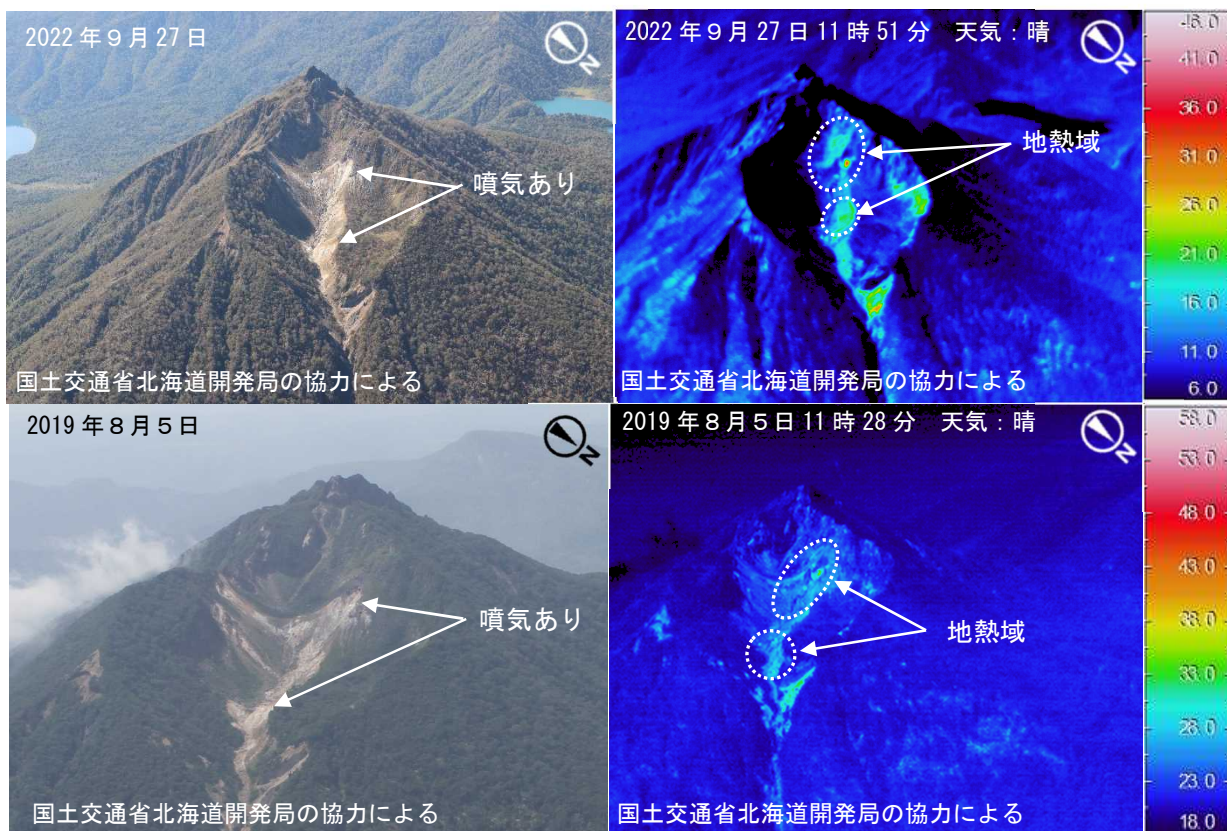 2022年9月27日
N
噴気あり
国土交通省北海道開発局の協力による
2022年9月27日11時51分 天気:晴
N
地熱域
国土交通省北海道開発局の協力による
46.0
41.0
36.0
31.0
26.0
21.0
16.0
11.0
6.0
2019年8月5日
N
噴気あり
国土交通省北海道開発局の協力による
2019年8月5日11時28分 天気:晴
N
地熱域
国土交通省北海道開発局の協力による
58.0
53.0
48.0
43.0
38.0
33.0
28.0
23.0
18.0